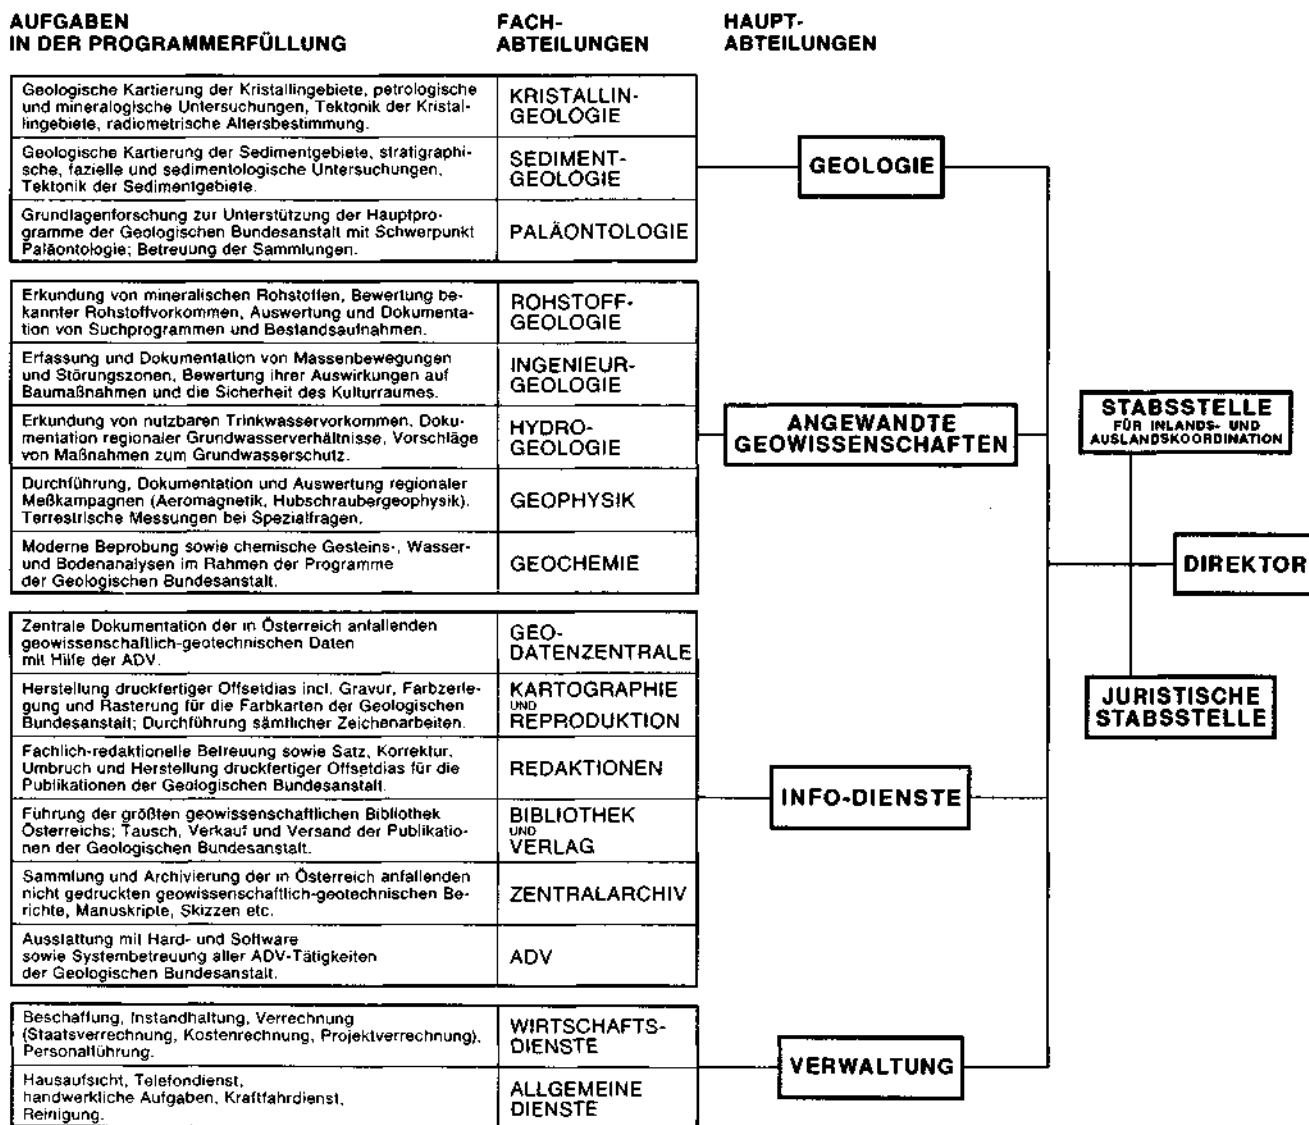 AUFGABEN
IN DER PROGRAMMERFÜLLUNG
FACH-
ABTEILUNGEN
HAUPT-
ABTEILUNGEN
Geologische Kartierung der Kristallingebiete, petrologische
und mineralogische Untersuchungen, Tektonik der Kristal-
lingebiete, radiometrische Altersbestimmung.
KRISTALLIN-
GEOLOGIE
Geologische Kartierung der Sedimentgebiete, stratigraphi-
sche, fazielle und sedimentologische Untersuchungen,
Tektonik der Sedimentgebiete.
SEDIMENT-
GEOLOGIE
Grundlagenforschung zur Unterstützung der Hauptpro-
gramme der Geologischen Bundesanstalt mit Schwerpunkt
Paläontologie; Betreuung der Sammlungen.
PALÄONTOLOGIE
GEOLOGIE
Erkundung von mineralischen Rohstoffen, Bewertung be-
kannter Rohstoffvorkommen, Auswertung und Dokumenta-
tion von Suchprogrammen und Bestandsaufnahmen.
ROHSTOFF-
GEOLOGIE
Erfassung und Dokumentation von Massenbewegungen
und Störungszonen, Bewertung ihrer Auswirkungen auf
Baumaßnahmen und die Sicherheit des Kulturraumes.
INGENIEUR-
GEOLOGIE
Erkundung von nutzbaren Trinkwasservorkommen, Doku-
mentation regionaler Grundwasserverhältnisse, Vorschläge
von Maßnahmen zum Grundwasserschutz.
HYDRO-
GEOLOGIE
Durchführung, Dokumentation und Auswertung regionaler
Meßkampagnen (Aeromagnetik, Hubschraubergeophysik).
Terrestrische Messungen bei Spezialfragen.
GEOPHYSIK
Moderne Beprobung sowie chemische Gesteins-, Wasser-
und Bodenanalysen im Rahmen der Programme
der Geologischen Bundesanstalt.
GEOCHEMIE
ANGEWANDTE
GEOWISSENSCHAFTEN
STABSSTELLE
FÜR INLANDS- UND
AUSLANDSKOORDINATION
DIREKTOR
JURISTISCHE
STABSSTELLE
Zentrale Dokumentation der in Österreich anfallenden
geowissenschaftlich-geotechnischen Daten
mit Hilfe der ADV.
GEO-
DATENZENTRALE
Herstellung druckfertiger Offsetdias incl. Gravur, Farbzerle-
gung und Rasterung für die Farbkarten der Geologischen
Bundesanstalt; Durchführung sämtlicher Zeichenarbeiten.
KARTOGRAPHIE
UND
REPRODUKTION
Fachlich-redaktionelle Betreuung sowie Satz, Korrektur,
Umbruch und Herstellung druckfertiger Offsetdias für die
Publikationen der Geologischen Bundesanstalt.
REDAKTIONEN
Führung der größten geowissenschaftlichen Bibliothek
Österreichs; Tausch, Verkauf und Versand der Publikatio-
nen der Geologischen Bundesanstalt.
BIBLIOTHEK
UND
VERLAG
Sammlung und Archivierung der in Österreich anfallenden
nicht gedruckten geowissenschaftlich-geotechnischen Be-
richte, Manuskripte, Skizzen etc.
ZENTRALARCHIV
Ausstattung mit Hard- und Software
sowie Systembetreuung aller ADV-Tätigkeiten
der Geologischen Bundesanstalt.
ADV
INFO-DIENSTE
Beschaffung, Instandhaltung, Verrechnung
(Staatsverrechnung, Kostenrechnung, Projektverrechnung),
Personalführung.
WIRTSCHAFTS-
DIENSTE
Hausaufsicht, Telefondienst,
handwerkliche Aufgaben, Kraftfahrdienst,
Reinigung.
ALLGEMEINE
DIENSTE
VERWALTUNG